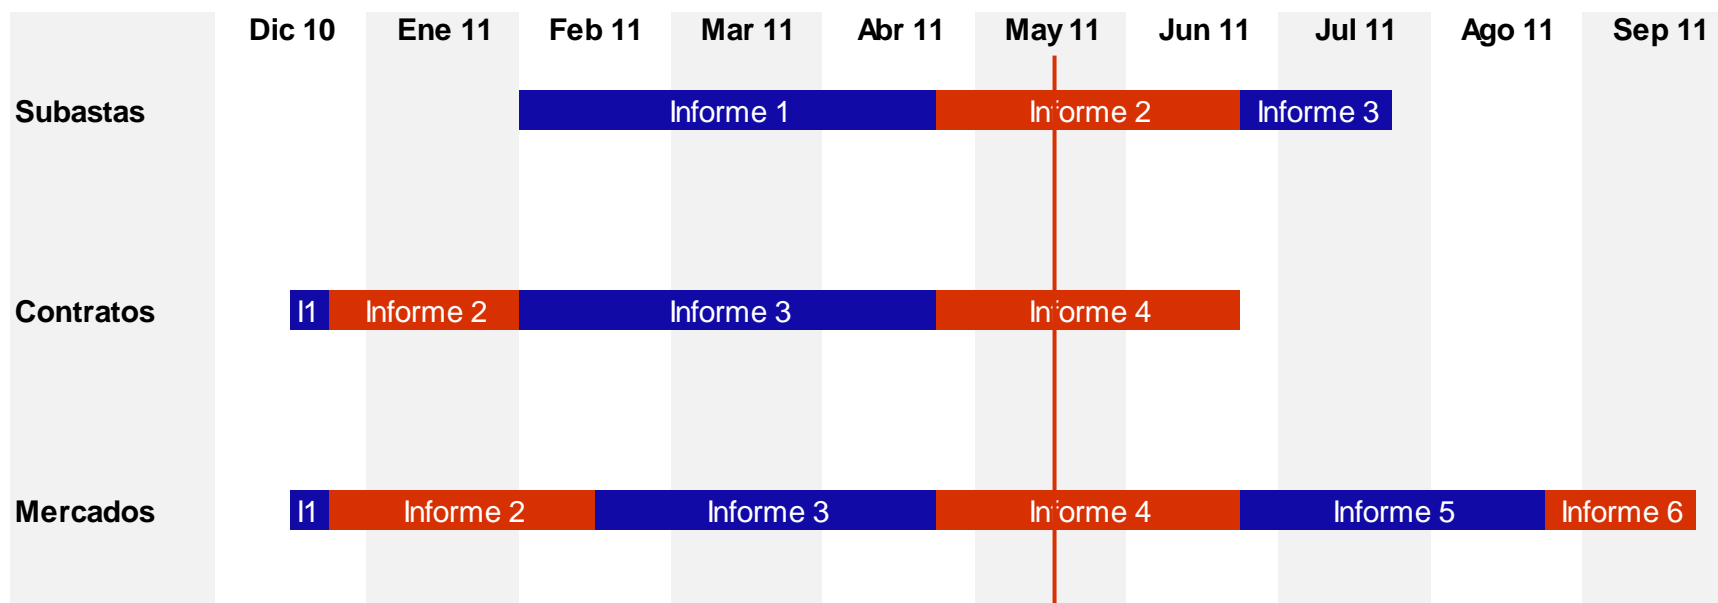 Dic 10 Ene 11 Feb 11 Mar 11 Abr 11 May 11 Jun 11 Jul 11 Ago 11 Sep 11
Subastas Informe 1 Informe 2 Informe 3
Contratos I1 Informe 2 Informe 3 Informe 4
Mercados I1 Informe 2 Informe 3 Informe 4 Informe 5 Informe 6